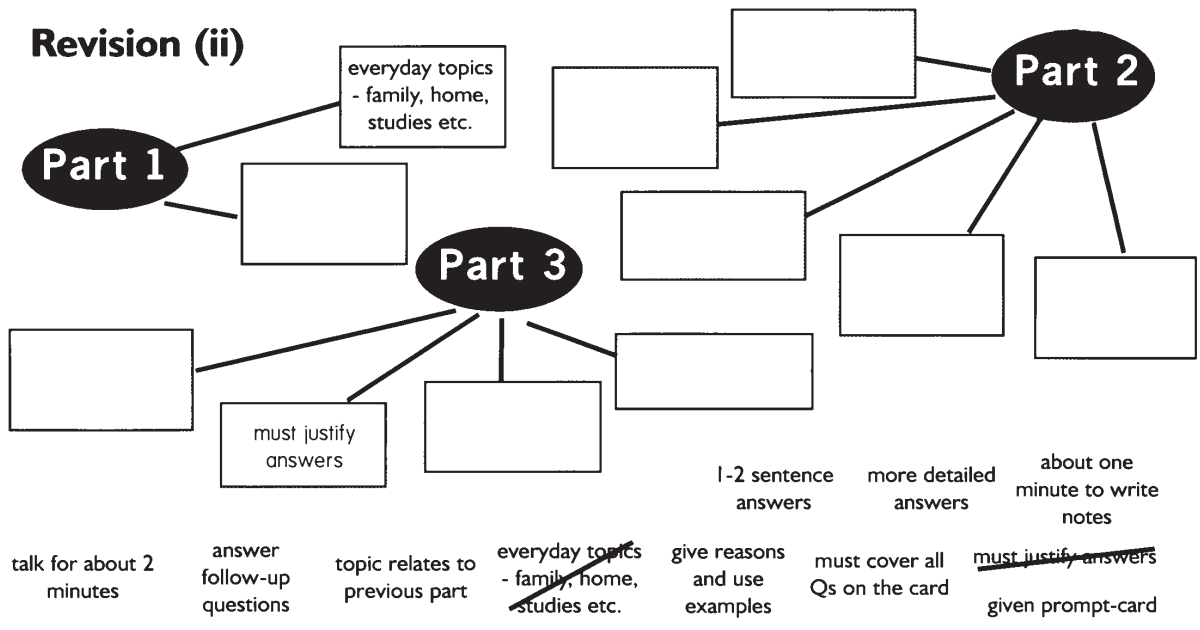 Revision (ii)
everyday topics
- family, home,
studies etc.
Part 1
Part 2
Part 3
must justify
answers
1-2 sentence
answers
more detailed
answers
about one
minute to write
notes
talk for about 2
minutes
answer
follow-up
questions
topic relates to
previous part
everyday topics
- family, home,
studies etc.
give reasons
and use
examples
must cover all
Qs on the card
must justify answers
given prompt-card